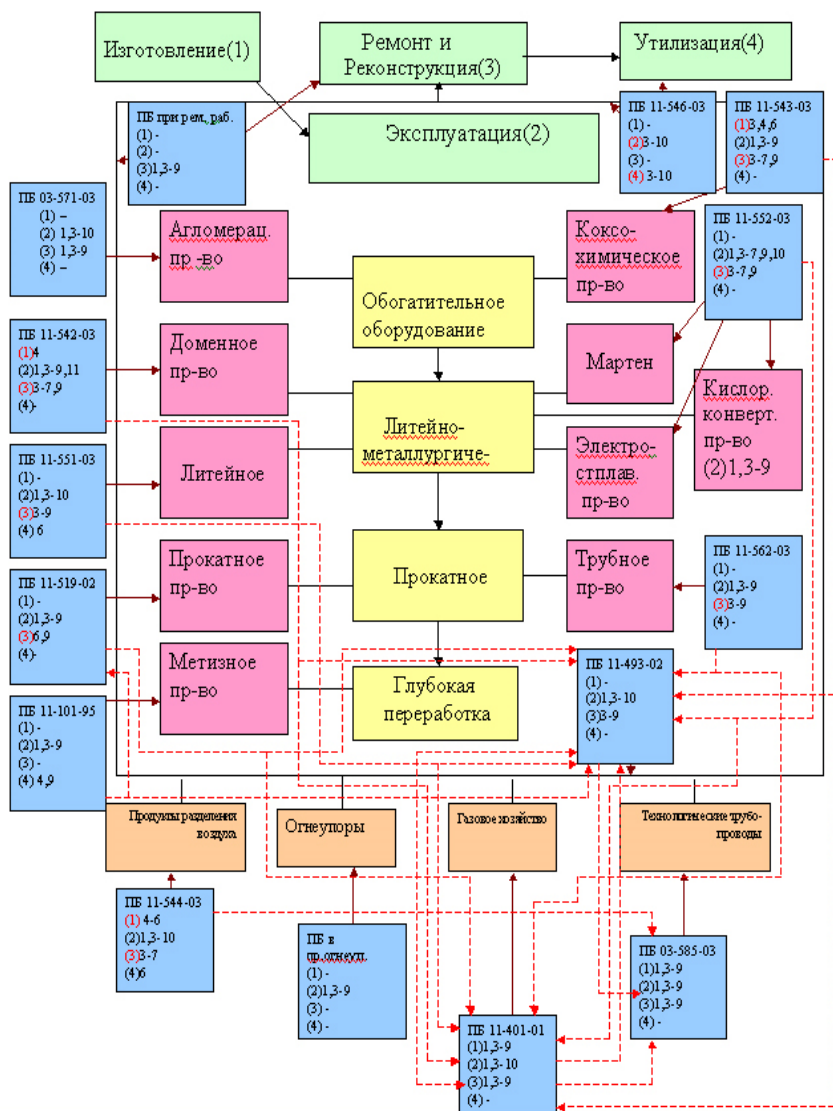 Изготовление(1)
Ремонт и
Реконструкция(3)
Утилизация(4)
ПБ при рем, раб.
(1) -
(2) -
(3)1,3-9
(4) -
Эксплуатация(2)
ПБ 11-546-03
(1) -
(2)3-10
(3) -
(4) 3-10
ПБ 11-543-03
(1)3,4,6
(2)1,3-9
(3)3-7,9
(4) -
ПБ 03-571-03
(1) –
(2) 1,3-10
(3) 1,3-9
(4) –
Агломерац.
пр -во
Коксо-
химическое
пр-во
ПБ 11-552-03
(1) -
(2)1,3-7,9,10
(3)3-7,9
(4) -
Обогатительное
оборудование
ПБ 11-542-03
(1)4
(2)1,3-9,11
(3)3-7,9
(4)-
Доменное
пр-во
Мартен
Кислор.
конверт.
пр-во
(2)1,3-9
Литейно-
металлургиче-
ПБ 11-551-03
(1) -
(2)1,3-10
(3)3-9
(4) 6
Литейное
Электро-
стплав.
пр-во
ПБ 11-519-02
(1) -
(2)1,3-9
(3)6,9
(4)-
Прокатное
пр-во
Прокатное
Трубное
пр-во
ПБ 11-562-03
(1) -
(2)1,3-9
(3)3-9
(4) -
ПБ 11-101-95
(1) -
(2)1,3-9
(3) -
(4) 4,9
Метизное
пр-во
Глубокая
переработка
ПБ 11-493-02
(1) -
(2)1,3-10
(3)3-9
(4) -
Продукты разделения
воздуха
Огнеупоры
Газовое хозяйство
Технологические трубо-
проводы
ПБ 11-544-03
(1) 4-6
(2)1,3-10
(3)3-7
(4)6
ПБ в
пр.огнеуп.
(1) -
(2)1,3-9
(3) -
(4) -
ПБ 11-401-01
(1)1,3-9
(2)1,3-10
(3)1,3-9
(4) -
ПБ 03-585-03
(1)1,3-9
(2)1,3-9
(3)1,3-9
(4) -